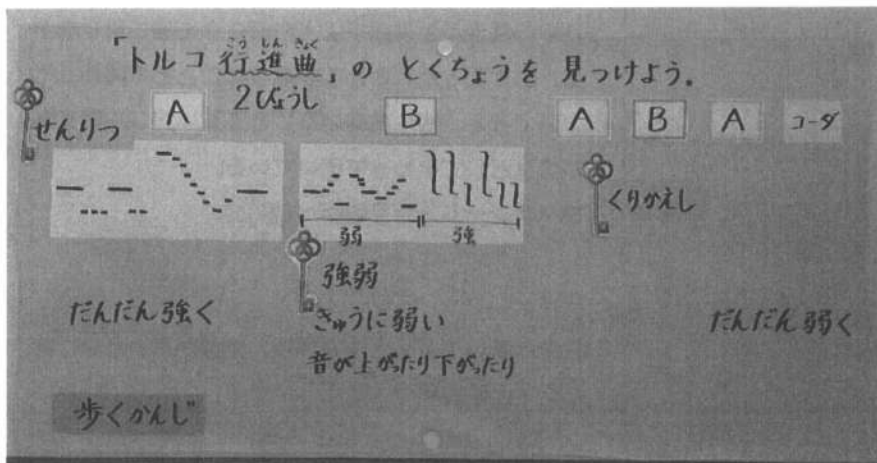 「トルコ行進曲」の とくちょうを 見つけよう。
こう しん きょく
2びょうし
せんりつ
A
B
A
B
A
コーダ
くりかえし
弱
強
強弱
きゅうに弱い
音が上がったり下がったり
だんだん強く
だんだん弱く
歩くかんじ